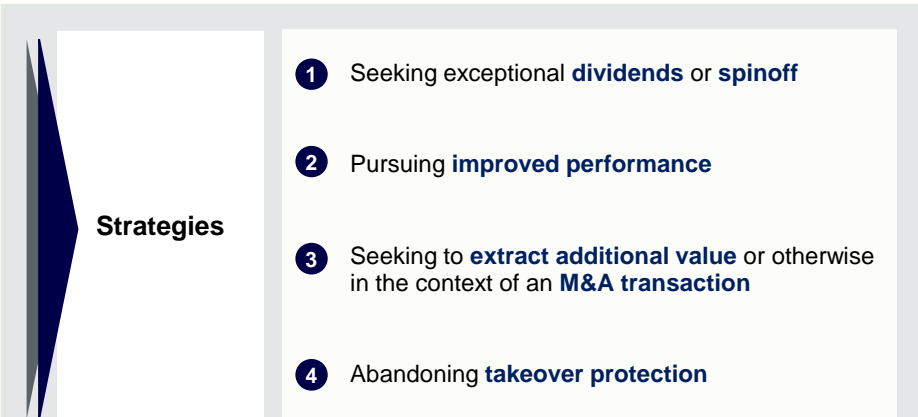 1 Seeking exceptional dividends or spinoff
2 Pursuing improved performance
Strategies
3 Seeking to extract additional value or otherwise
in the context of an M&A transaction
4 Abandoning takeover protection